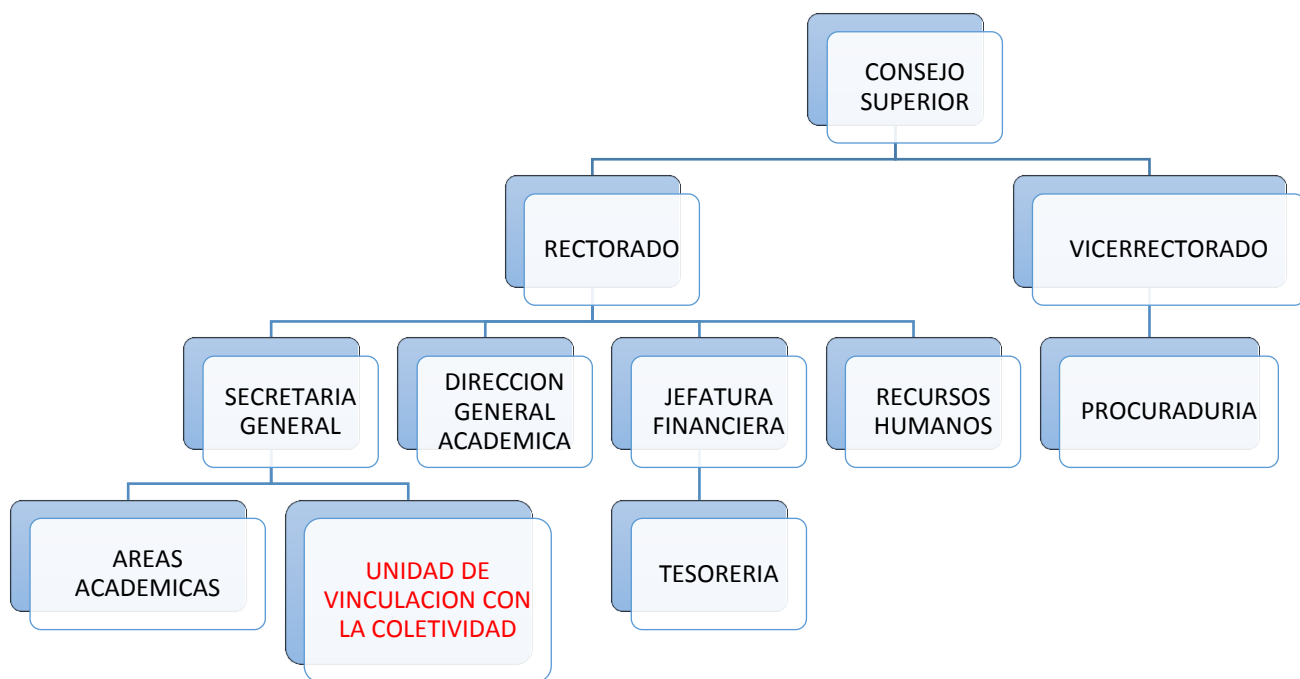 CONSEJO
SUPERIOR
RECTORADO
VICERRECTORADO
SECRETARIA
GENERAL
DIRECCION
GENERAL
ACADEMICA
JEFATURA
FINANCIERA
RECURSOS
HUMANOS
PROCURADURIA
AREAS
ACADEMICAS
UNIDAD DE
VINCULACION CON
LA COLETIVIDAD
TESORERIA